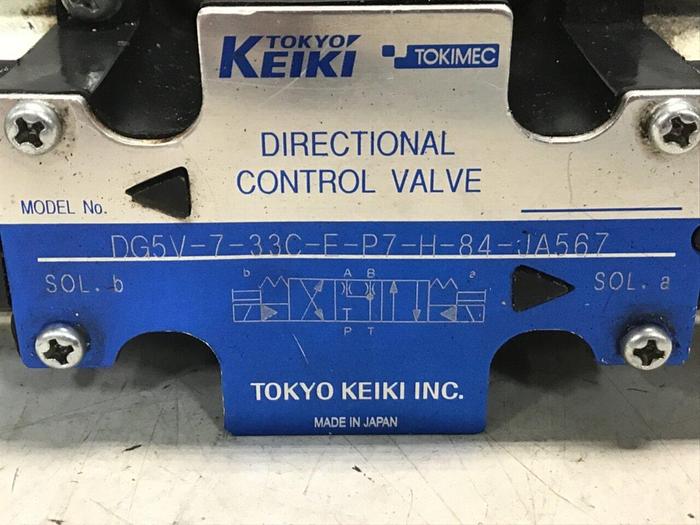 TOKYO KEIKI TOKIMEC
DIRECTIONAL
CONTROL VALVE
MODEL No.
DG5V-7-33C-E-P7-H-84-JA567
SOL. b b A B a SOL. a
T
P T
TOKYO KEIKI INC.
MADE IN JAPAN